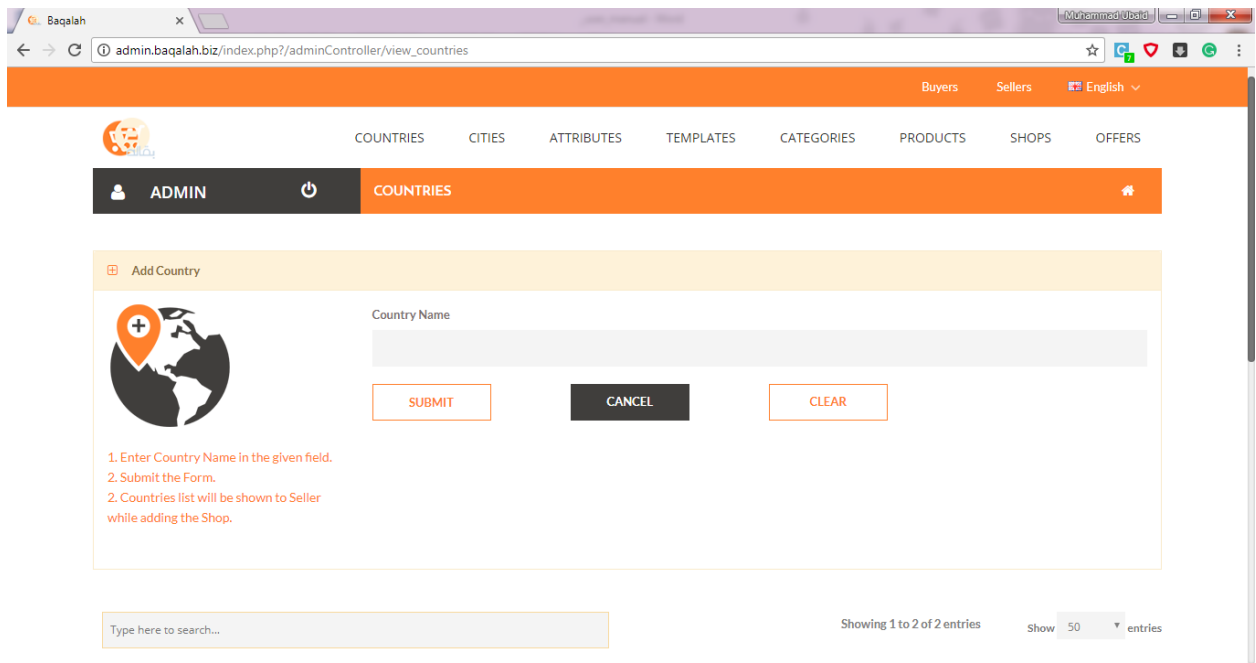 Baqalah
Muhammad Ubaid
admin.baqalah.biz/index.php?/adminController/view_countries
7
Buyers Sellers English
بقالة
COUNTRIES CITIES ATTRIBUTES TEMPLATES CATEGORIES PRODUCTS SHOPS OFFERS
ADMIN COUNTRIES
Add Country
Country Name
SUBMIT CANCEL CLEAR
1. Enter Country Name in the given field.
2. Submit the Form.
2. Countries list will be shown to Seller
while adding the Shop.
Type here to search... Showing 1 to 2 of 2 entries Show 50 entries